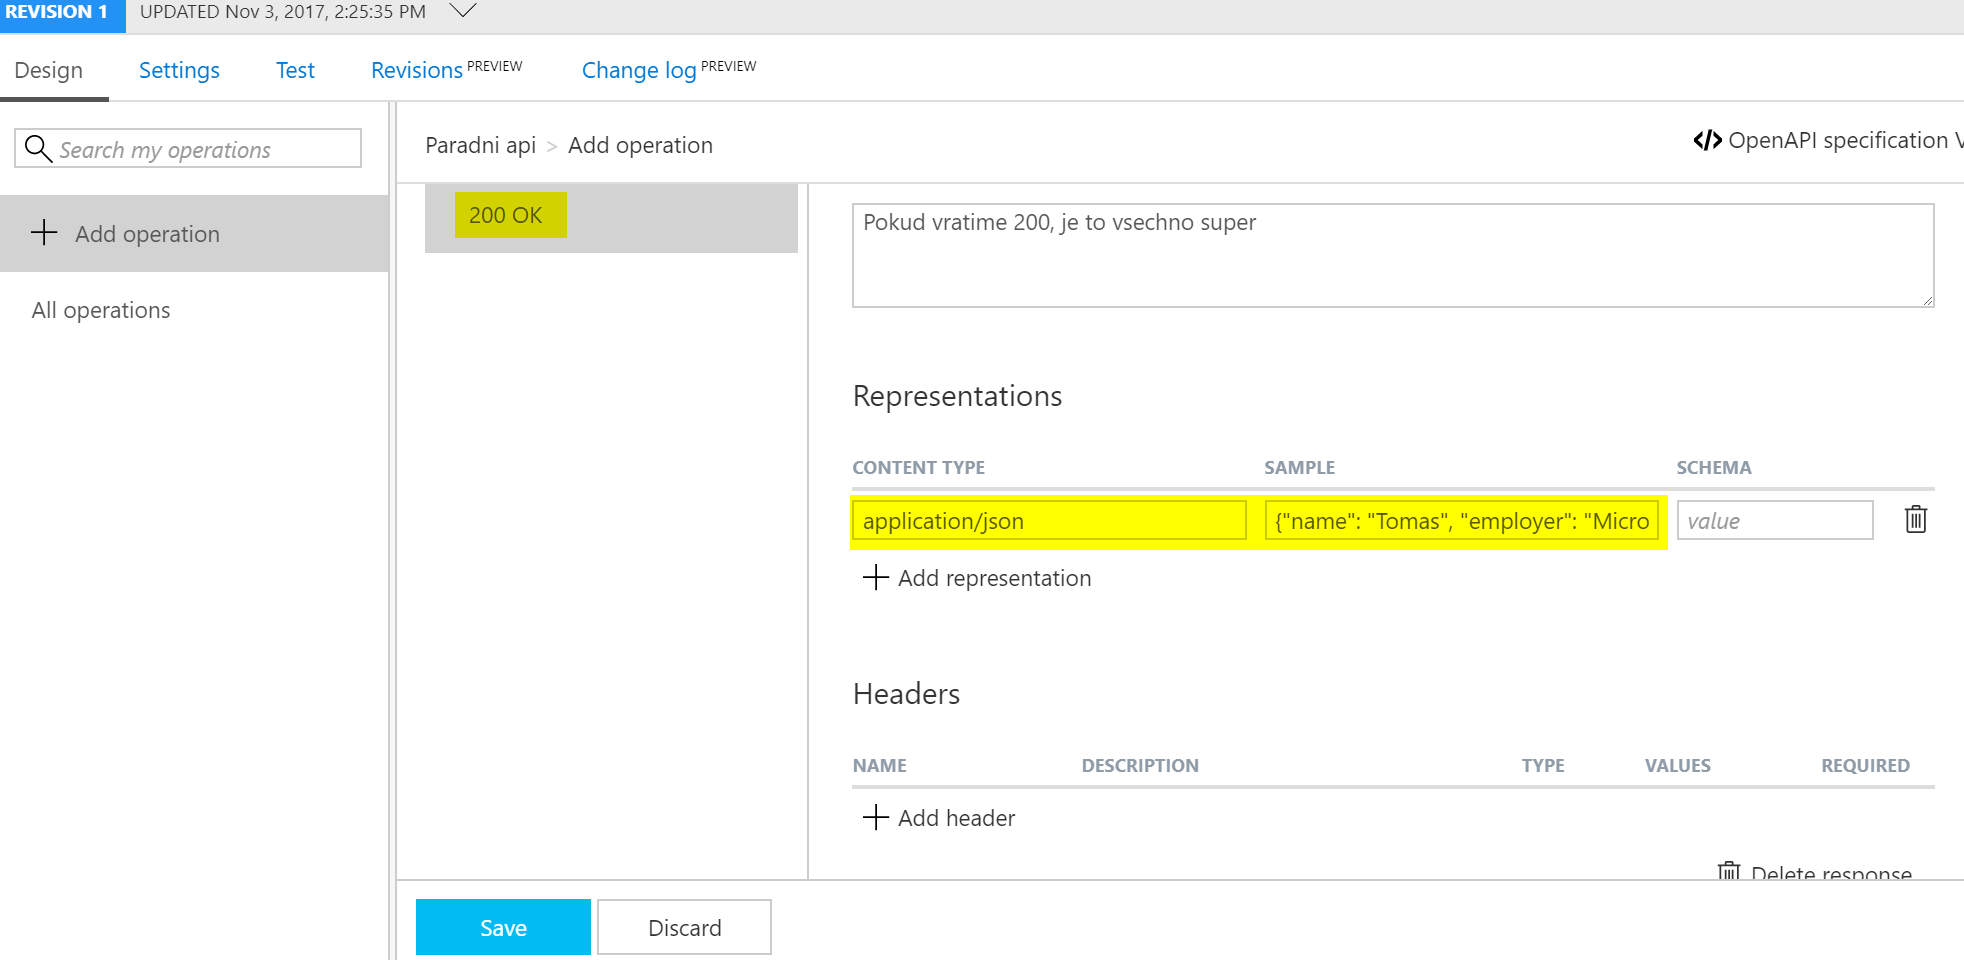 REVISION 1 UPDATED Nov 3, 2017, 2:25:35 PM
Design Settings Test Revisions PREVIEW Change log PREVIEW
Search my operations
Add operation
All operations
Paradni api > Add operation
</> OpenAPI specification
200 OK
Pokud vratime 200, je to vsechno super
Representations
CONTENT TYPE SAMPLE SCHEMA
application/json {"name": "Tomas", "employer": "Micro value
Add representation
Headers
NAME DESCRIPTION TYPE VALUES REQUIRED
Add header
Delete response
Save Discard